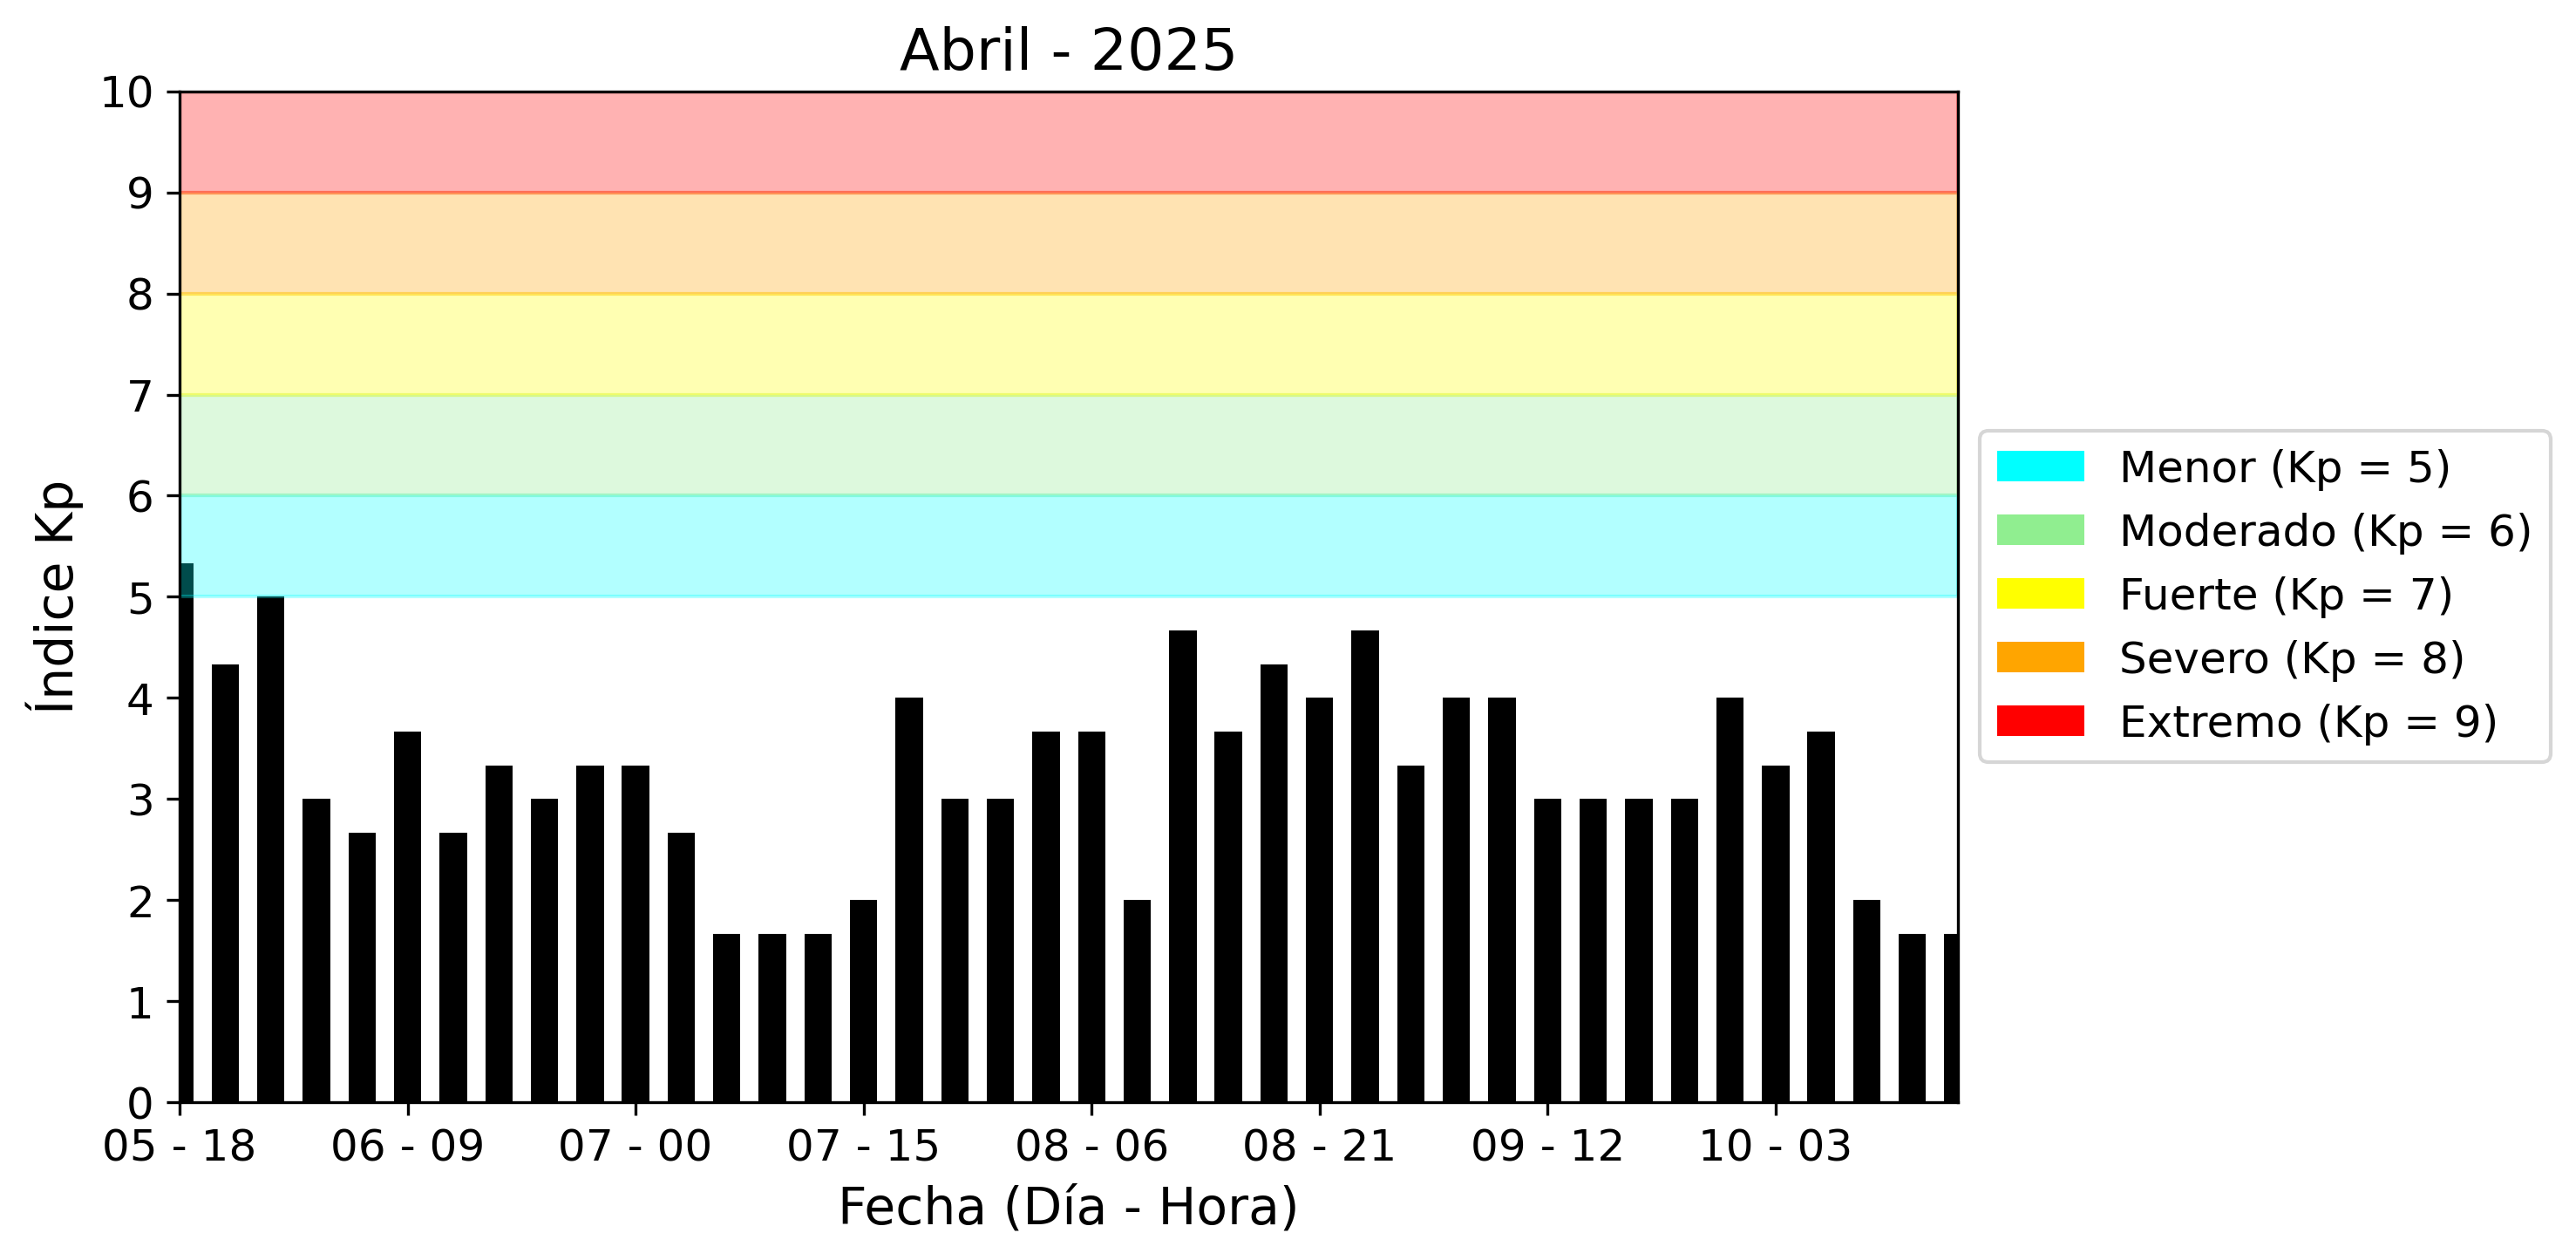 Abril - 2025
10
9
8
7
6
5
4
3
2
1
0
Índice Kp
05 - 18
06 - 09
07 - 00
07 - 15
08 - 06
08 - 21
09 - 12
10 - 03
Fecha (Día - Hora)
Menor (Kp = 5)
Moderado (Kp = 6)
Fuerte (Kp = 7)
Severo (Kp = 8)
Extremo (Kp = 9)